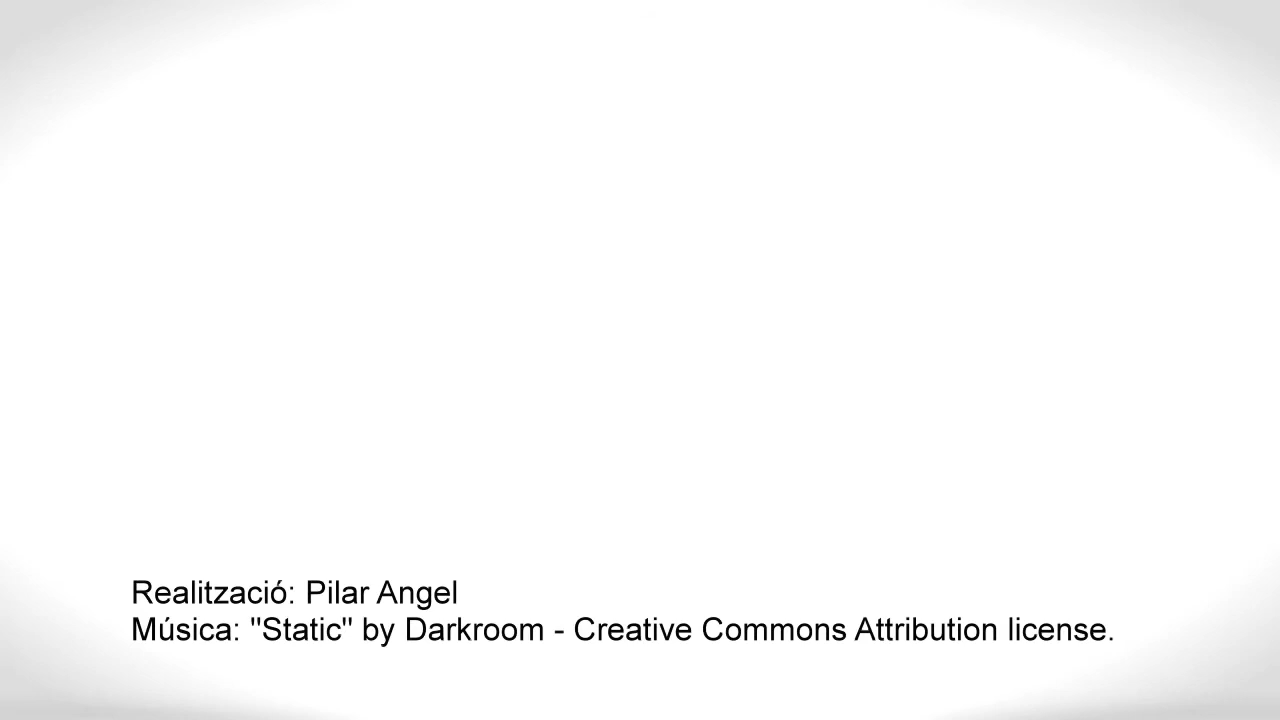 Realització: Pilar Angel
Música: "Static" by Darkroom - Creative Commons Attribution license.